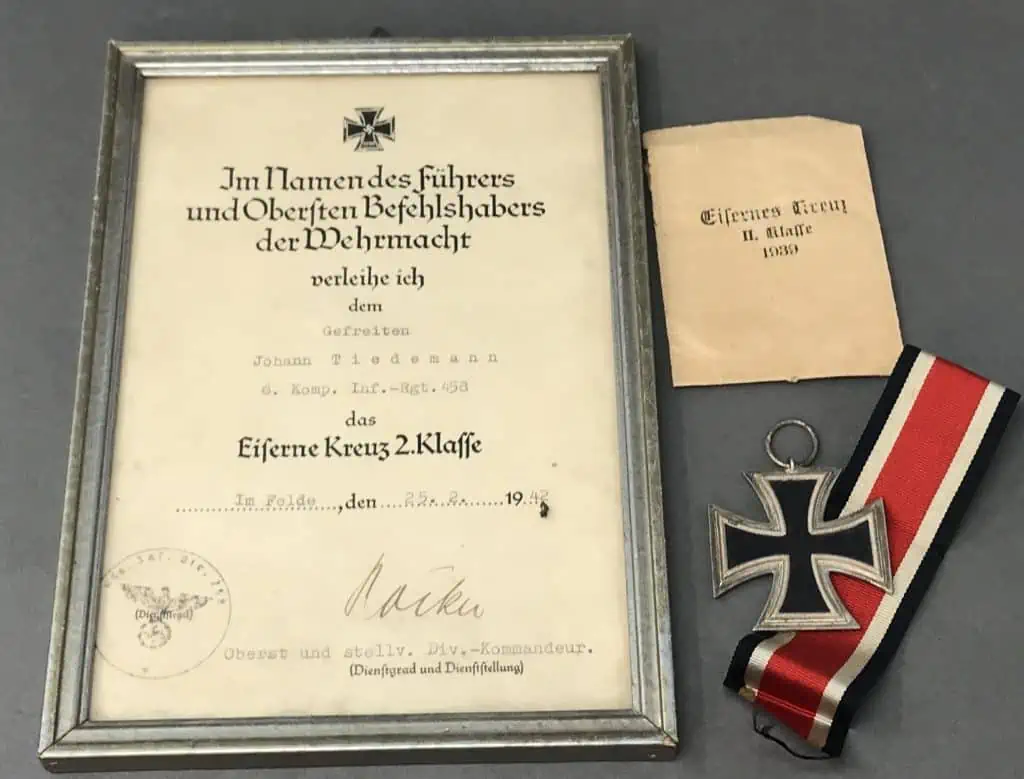 Im Namen des Führers
und Obersten Befehlshabers
der Wehrmacht
verleihe ich
dem
Gefreiten
Johann Tiedemann
6. Komp. Inf.-Rgt.458
das
Eiserne Kreuz 2. Klasse
Im Felde, den 25. 2. 1942
(Dienstsiegel)
Oberst und stellv. Div.-Kommandeur.
(Dienstgrad und Dienststellung)
Eisernes Kreuz
II. Klasse
1939